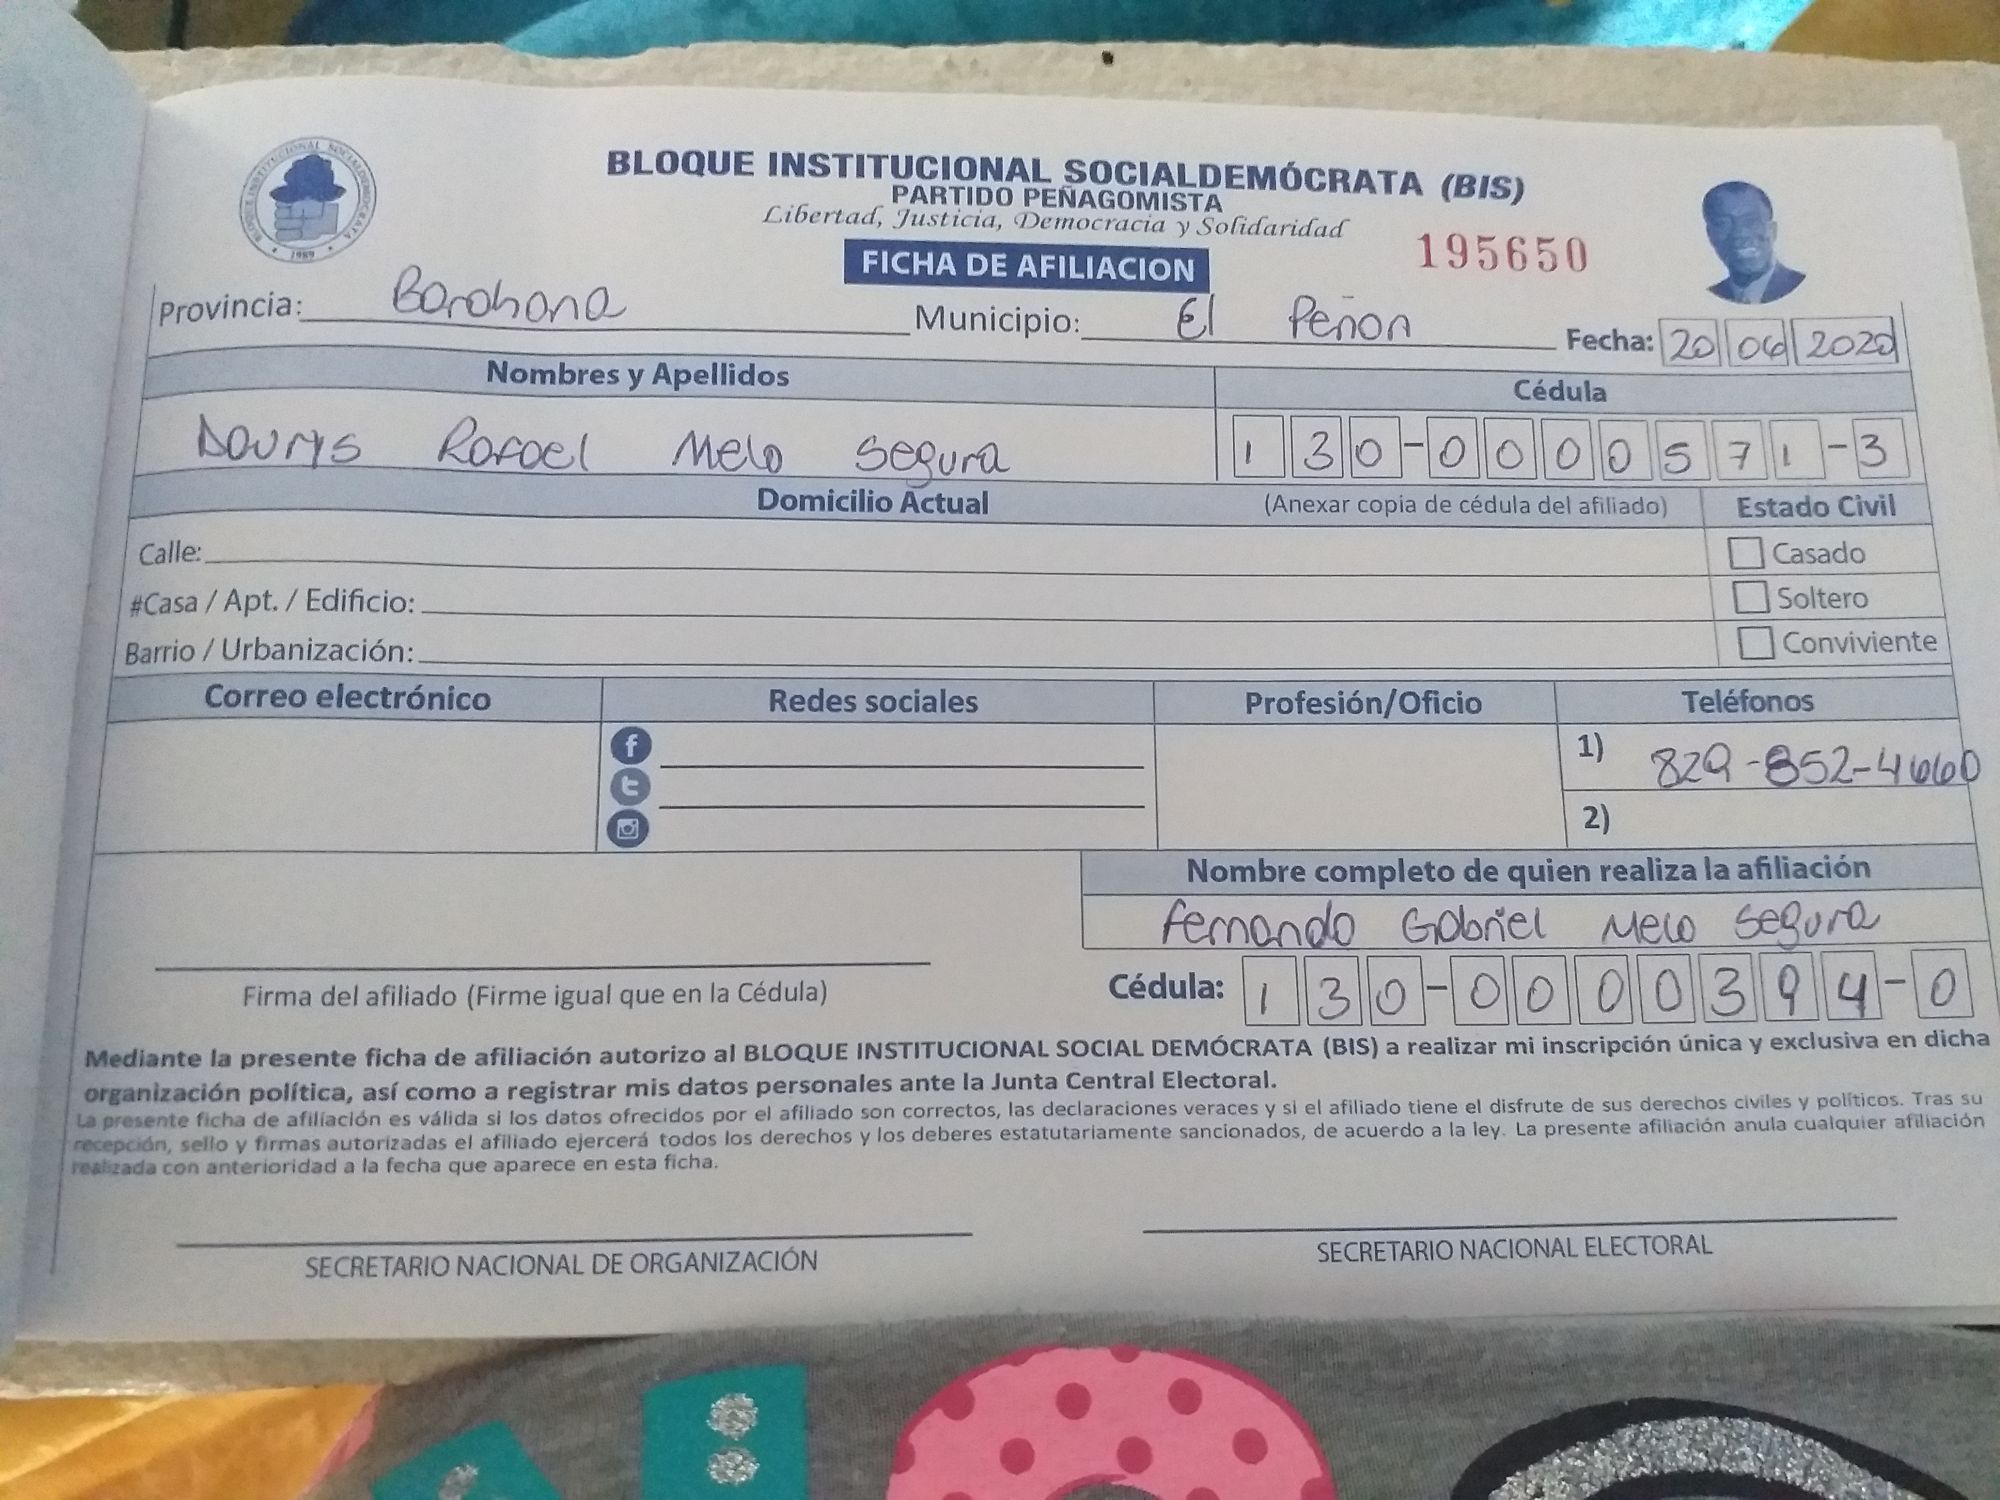 BLOQUE INSTITUCIONAL SOCIALDEMÓCRATA (BIS)
PARTIDO PEÑAGOMISTA
Libertad, Justicia, Democracia y Solidaridad
BLOQUE INSTITUCIONAL SOCIALDEMOCRATA
1989
FICHA DE AFILIACION
195650
Provincia: Barahona Municipio: El Peñon Fecha: 20 06 2020
Nombres y Apellidos Cédula
Dourys Rafael Melo Segura 130-0000571-3
Domicilio Actual (Anexar copia de cédula del afiliado) Estado Civil
Calle: Casado
#Casa / Apt. / Edificio: Soltero
Barrio / Urbanización: Conviviente
Correo electrónico Redes sociales Profesión/Oficio Teléfonos
1) 829-852-4660
2)
Nombre completo de quien realiza la afiliación
Fernando Gabriel Melo Segura
Firma del afiliado (Firme igual que en la Cédula) Cédula: 130-0000394-0
Mediante la presente ficha de afiliación autorizo al BLOQUE INSTITUCIONAL SOCIAL DEMÓCRATA (BIS) a realizar mi inscripción única y exclusiva en dicha
organización política, así como a registrar mis datos personales ante la Junta Central Electoral.
La presente ficha de afiliación es válida si los datos ofrecidos por el afiliado son correctos, las declaraciones veraces y si el afiliado tiene el disfrute de sus derechos civiles y políticos. Tras su
recepción, sello y firmas autorizadas el afiliado ejercerá todos los derechos y los deberes estatutariamente sancionados, de acuerdo a la ley. La presente afiliación anula cualquier afiliación
realizada con anterioridad a la fecha que aparece en esta ficha.
SECRETARIO NACIONAL DE ORGANIZACIÓN SECRETARIO NACIONAL ELECTORAL